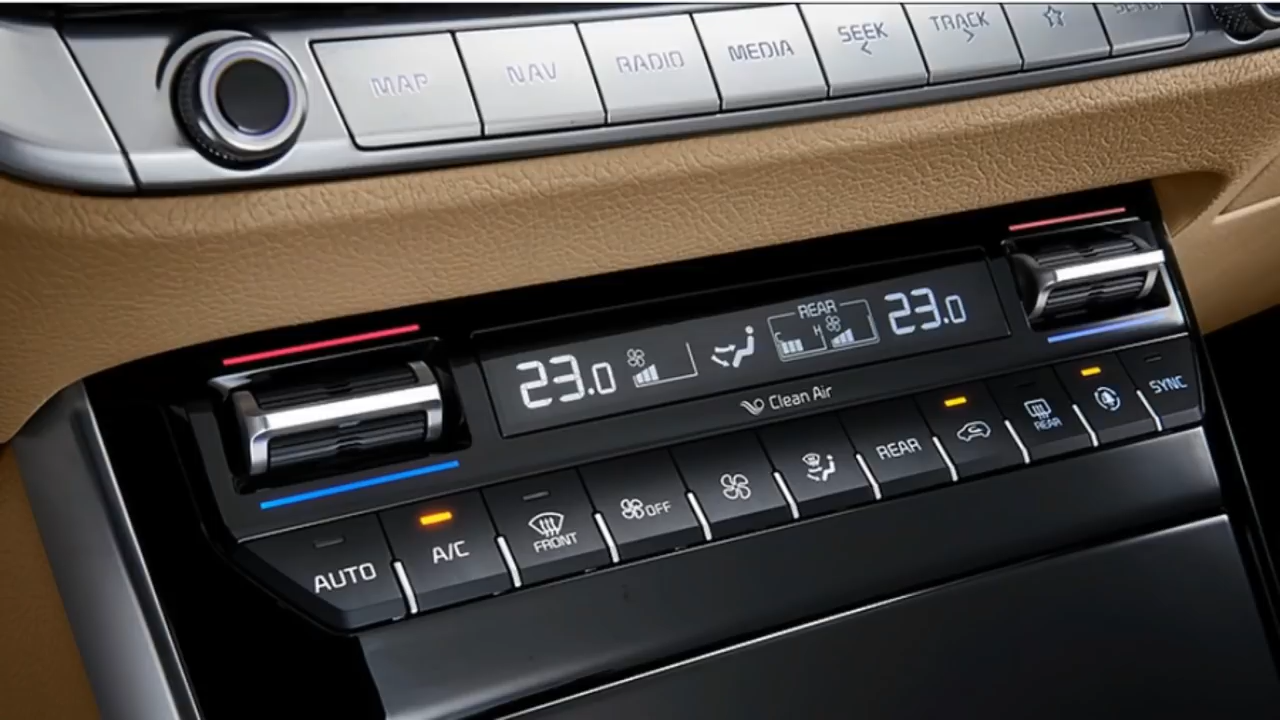 MAP
NAV
RADIO
MEDIA
SEEK
<
TRACK
>
SETUP
23.0
REAR
C
H
23.0
Clean Air
AUTO
A/C
FRONT
OFF
REAR
REAR
SYNC